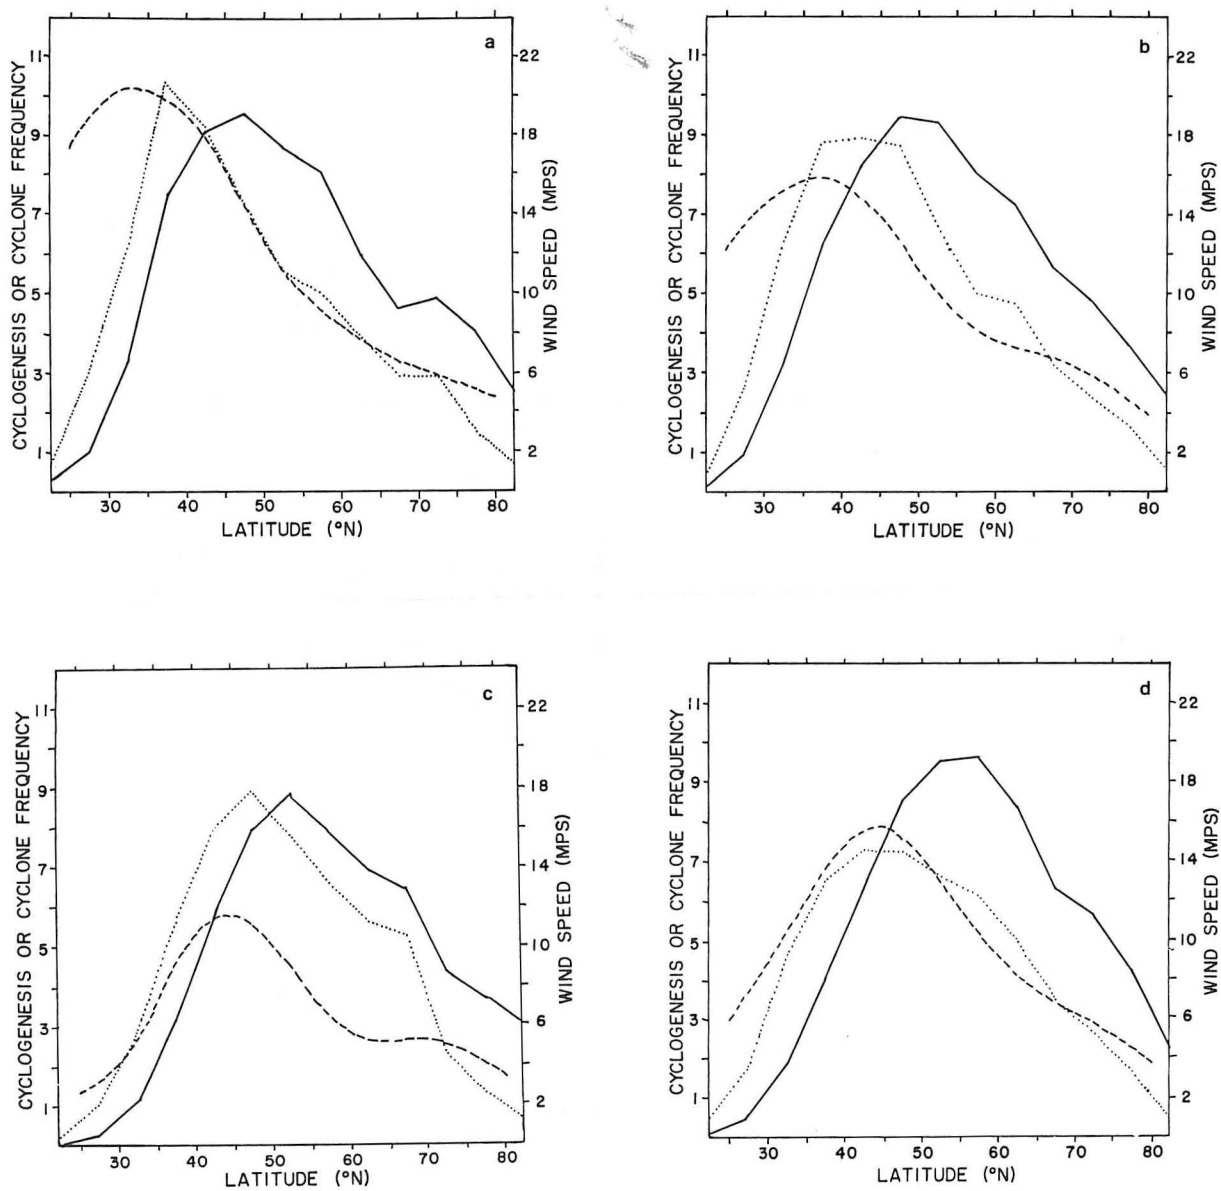 a
CYCLOGENESIS OR CYCLONE FREQUENCY
11
9
7
5
3
1
22
18
14
10
6
2
WIND SPEED (MPS)
30 40 50 60 70 80
LATITUDE (°N)
b
CYCLOGENESIS OR CYCLONE FREQUENCY
11
9
7
5
3
1
22
18
14
10
6
2
WIND SPEED (MPS)
30 40 50 60 70 80
LATITUDE (°N)
c
CYCLOGENESIS OR CYCLONE FREQUENCY
11
9
7
5
3
1
22
18
14
10
6
2
WIND SPEED (MPS)
30 40 50 60 70 80
LATITUDE (°N)
d
CYCLOGENESIS OR CYCLONE FREQUENCY
11
9
7
5
3
1
22
18
14
10
6
2
WIND SPEED (MPS)
30 40 50 60 70 80
LATITUDE (°N)